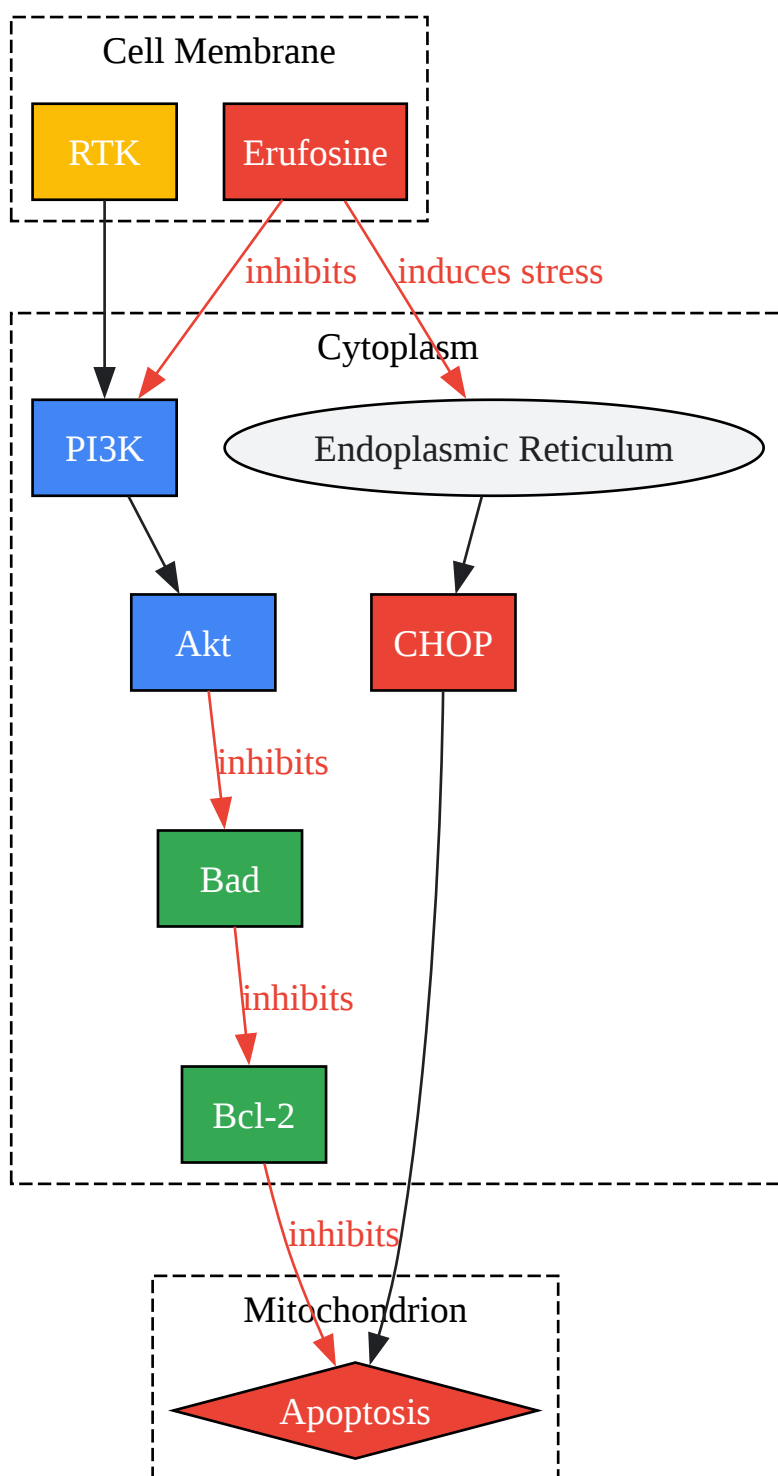 Cell Membrane
RTK
Erufosine
inhibits
induces stress
Cytoplasm
PI3K
Endoplasmic Reticulum
Akt
CHOP
inhibits
Bad
inhibits
Bcl-2
inhibits
Mitochondrion
Apoptosis